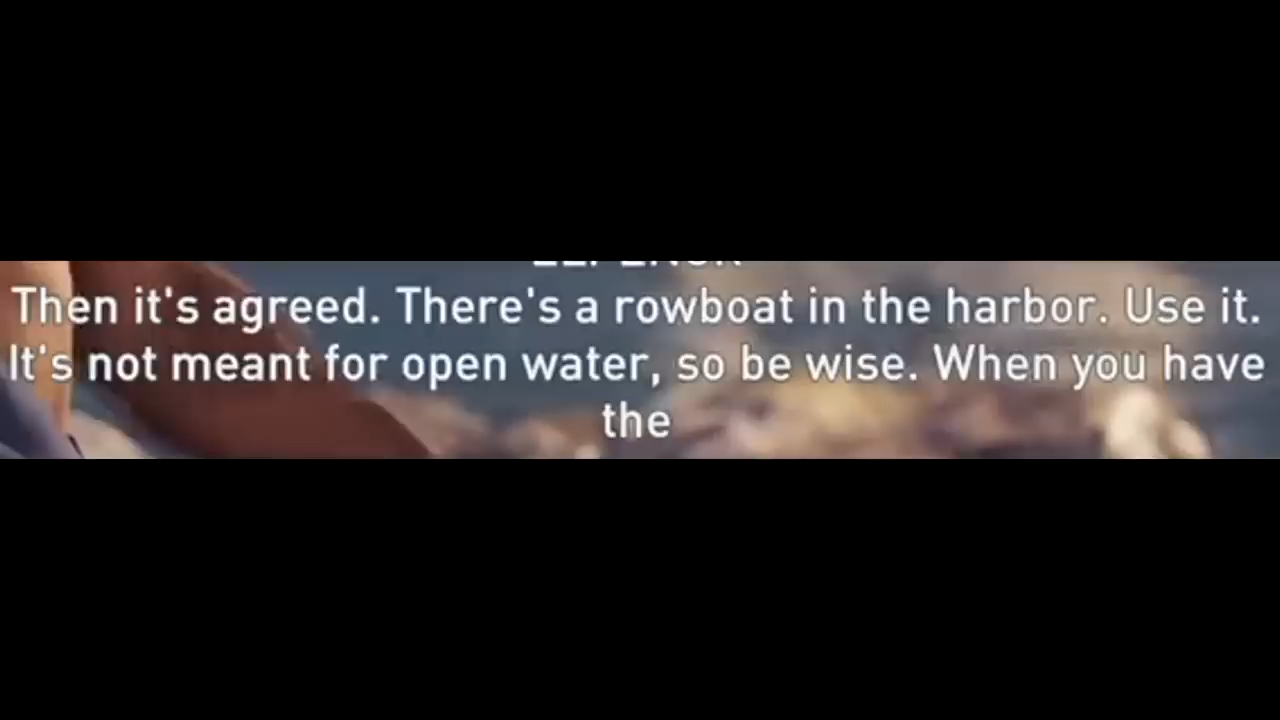 Then it's agreed. There's a rowboat in the harbor. Use it.
It's not meant for open water, so be wise. When you have
the